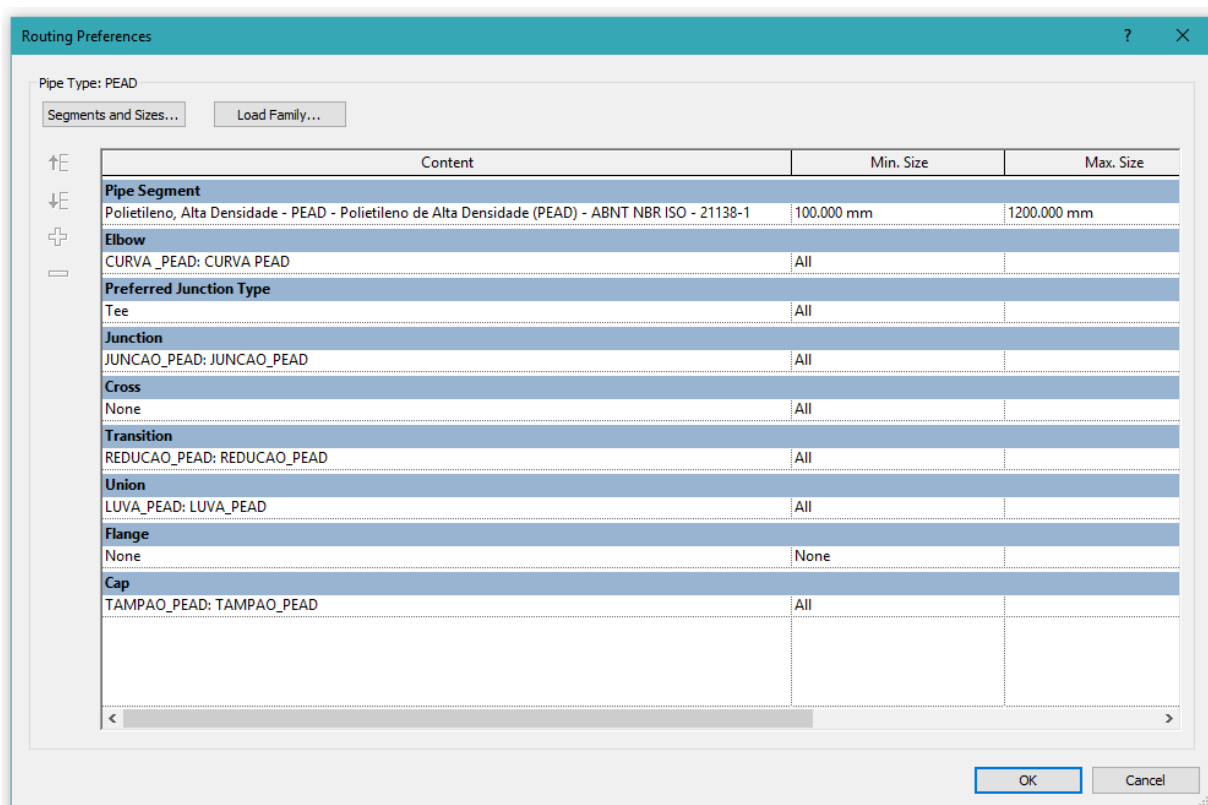 Routing Preferences ?
Pipe Type: PEAD
Segments and Sizes... Load Family...
Content Min. Size Max. Size
Pipe Segment
Polietileno, Alta Densidade - PEAD - Polietileno de Alta Densidade (PEAD) - ABNT NBR ISO - 21138-1 100.000 mm 1200.000 mm
Elbow
CURVA _PEAD: CURVA PEAD All
Preferred Junction Type
Tee All
Junction
JUNCAO_PEAD: JUNCAO_PEAD All
Cross
None All
Transition
REDUCAO_PEAD: REDUCAO_PEAD All
Union
LUVA_PEAD: LUVA_PEAD All
Flange
None None
Cap
TAMPAO_PEAD: TAMPAO_PEAD All
OK Cancel